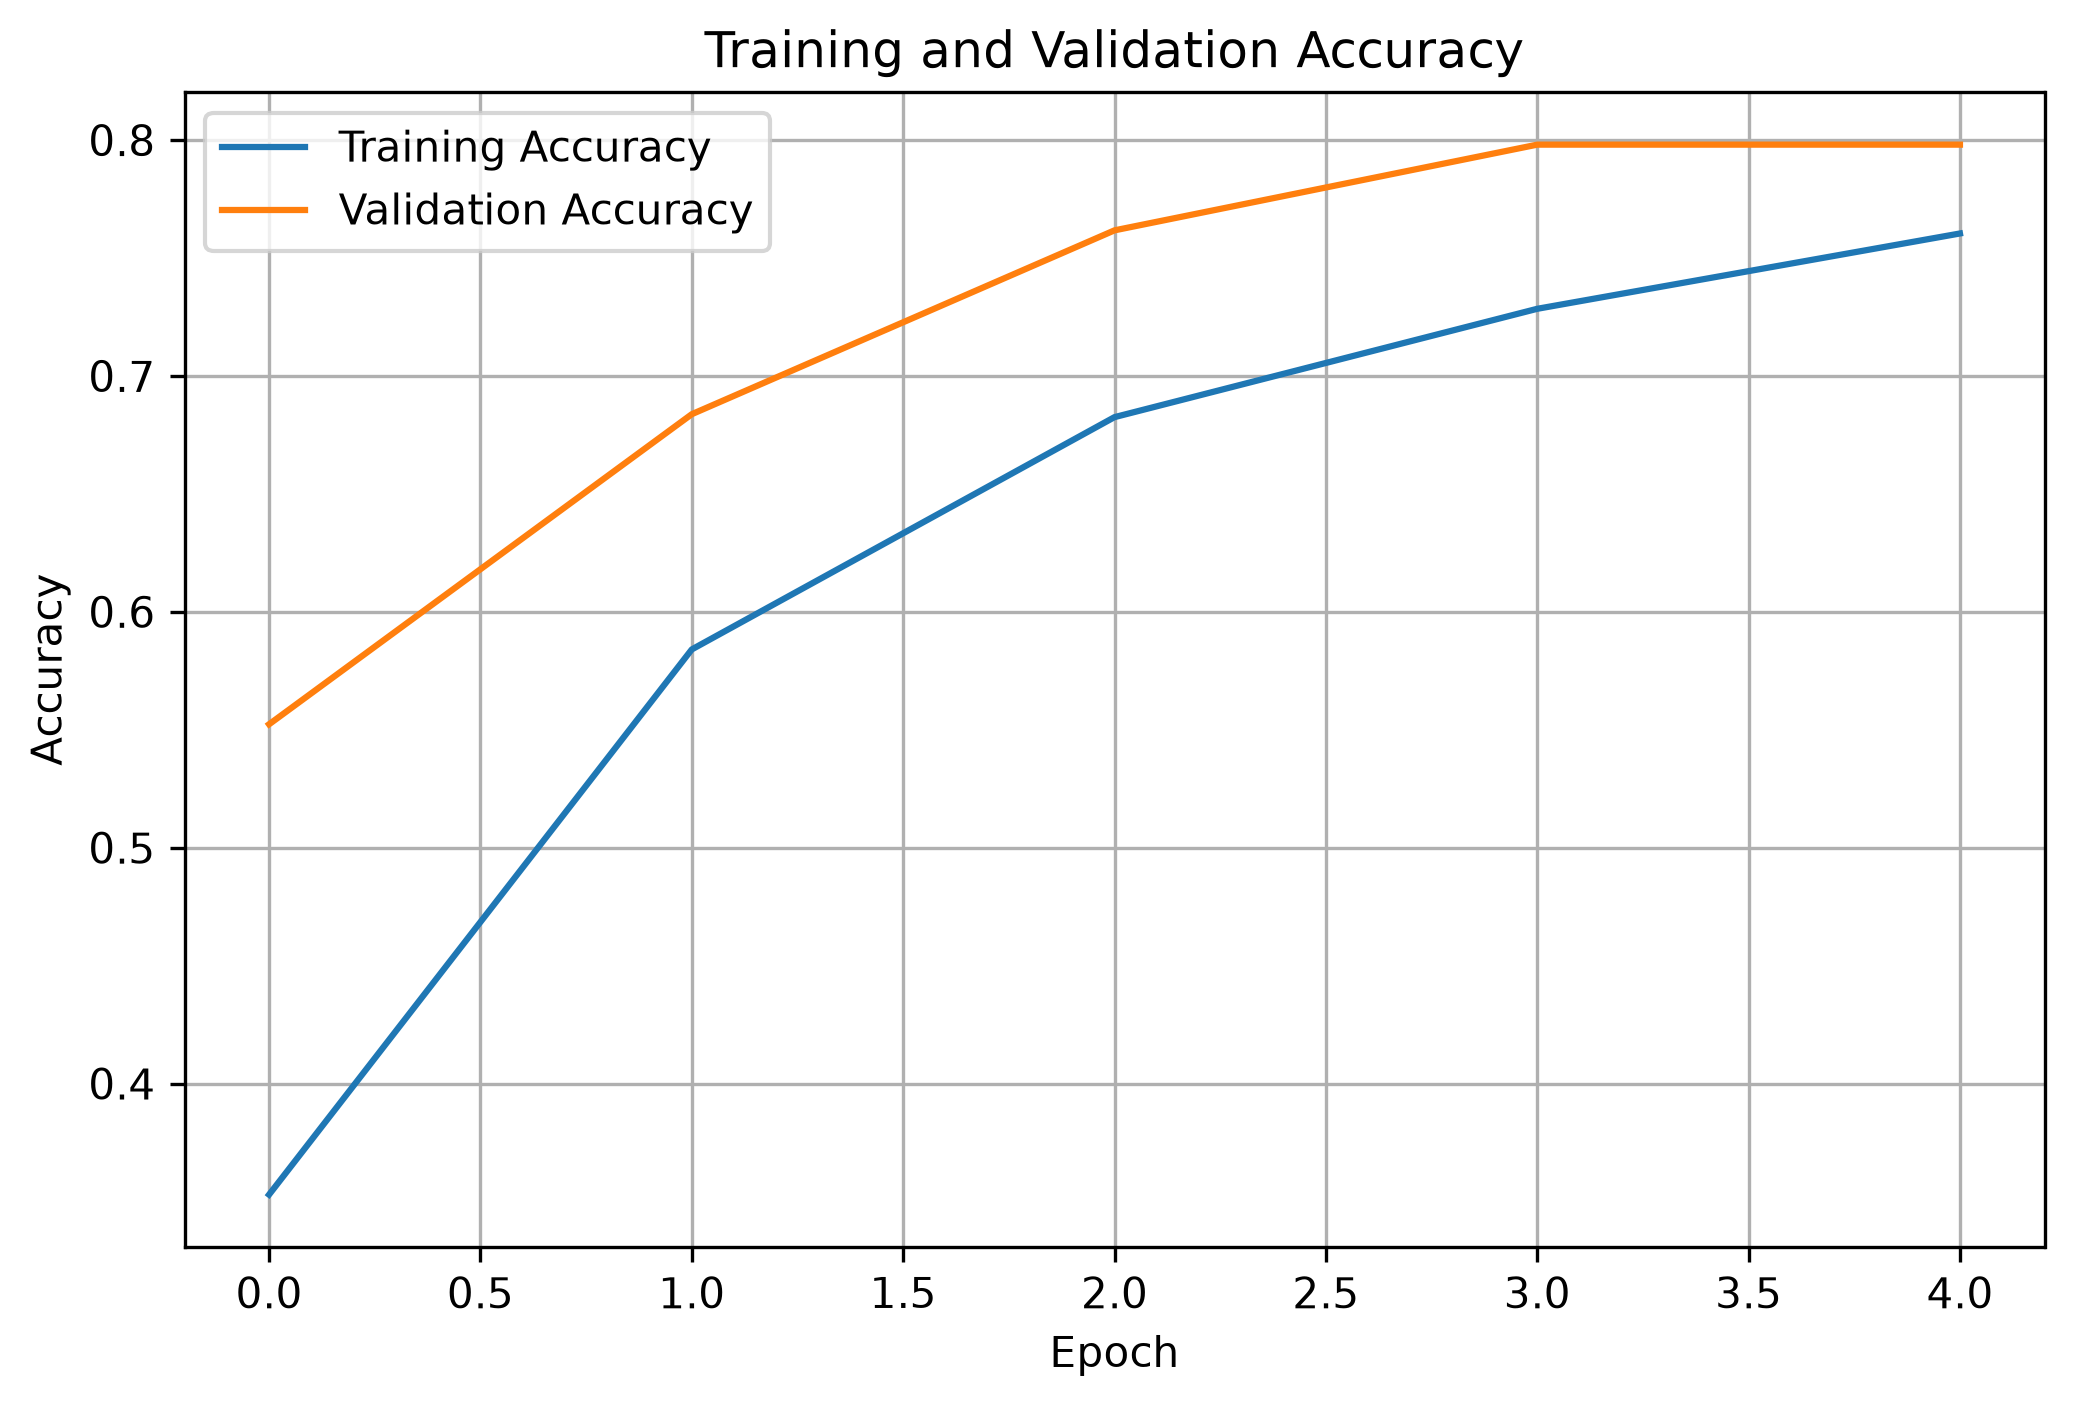 Training and Validation Accuracy
Training Accuracy
Validation Accuracy
0.8
0.7
0.6
0.5
0.4
Accuracy
0.0 0.5 1.0 1.5 2.0 2.5 3.0 3.5 4.0
Epoch